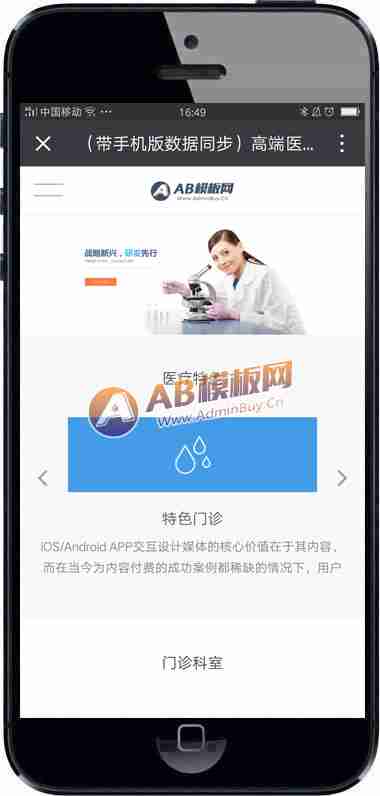 中国移动
16:49
（带手机版数据同步）高端医...
AB模板网
Www.AdminBuy.Cn
战略新兴，研发先行
医疗特
AB模板网
Www.AdminBuy.Cn
特色门诊
iOS/Android APP交互设计媒体的核心价值在于其内容，
而在当今为内容付费的成功案例都稀缺的情况下，用户
门诊科室